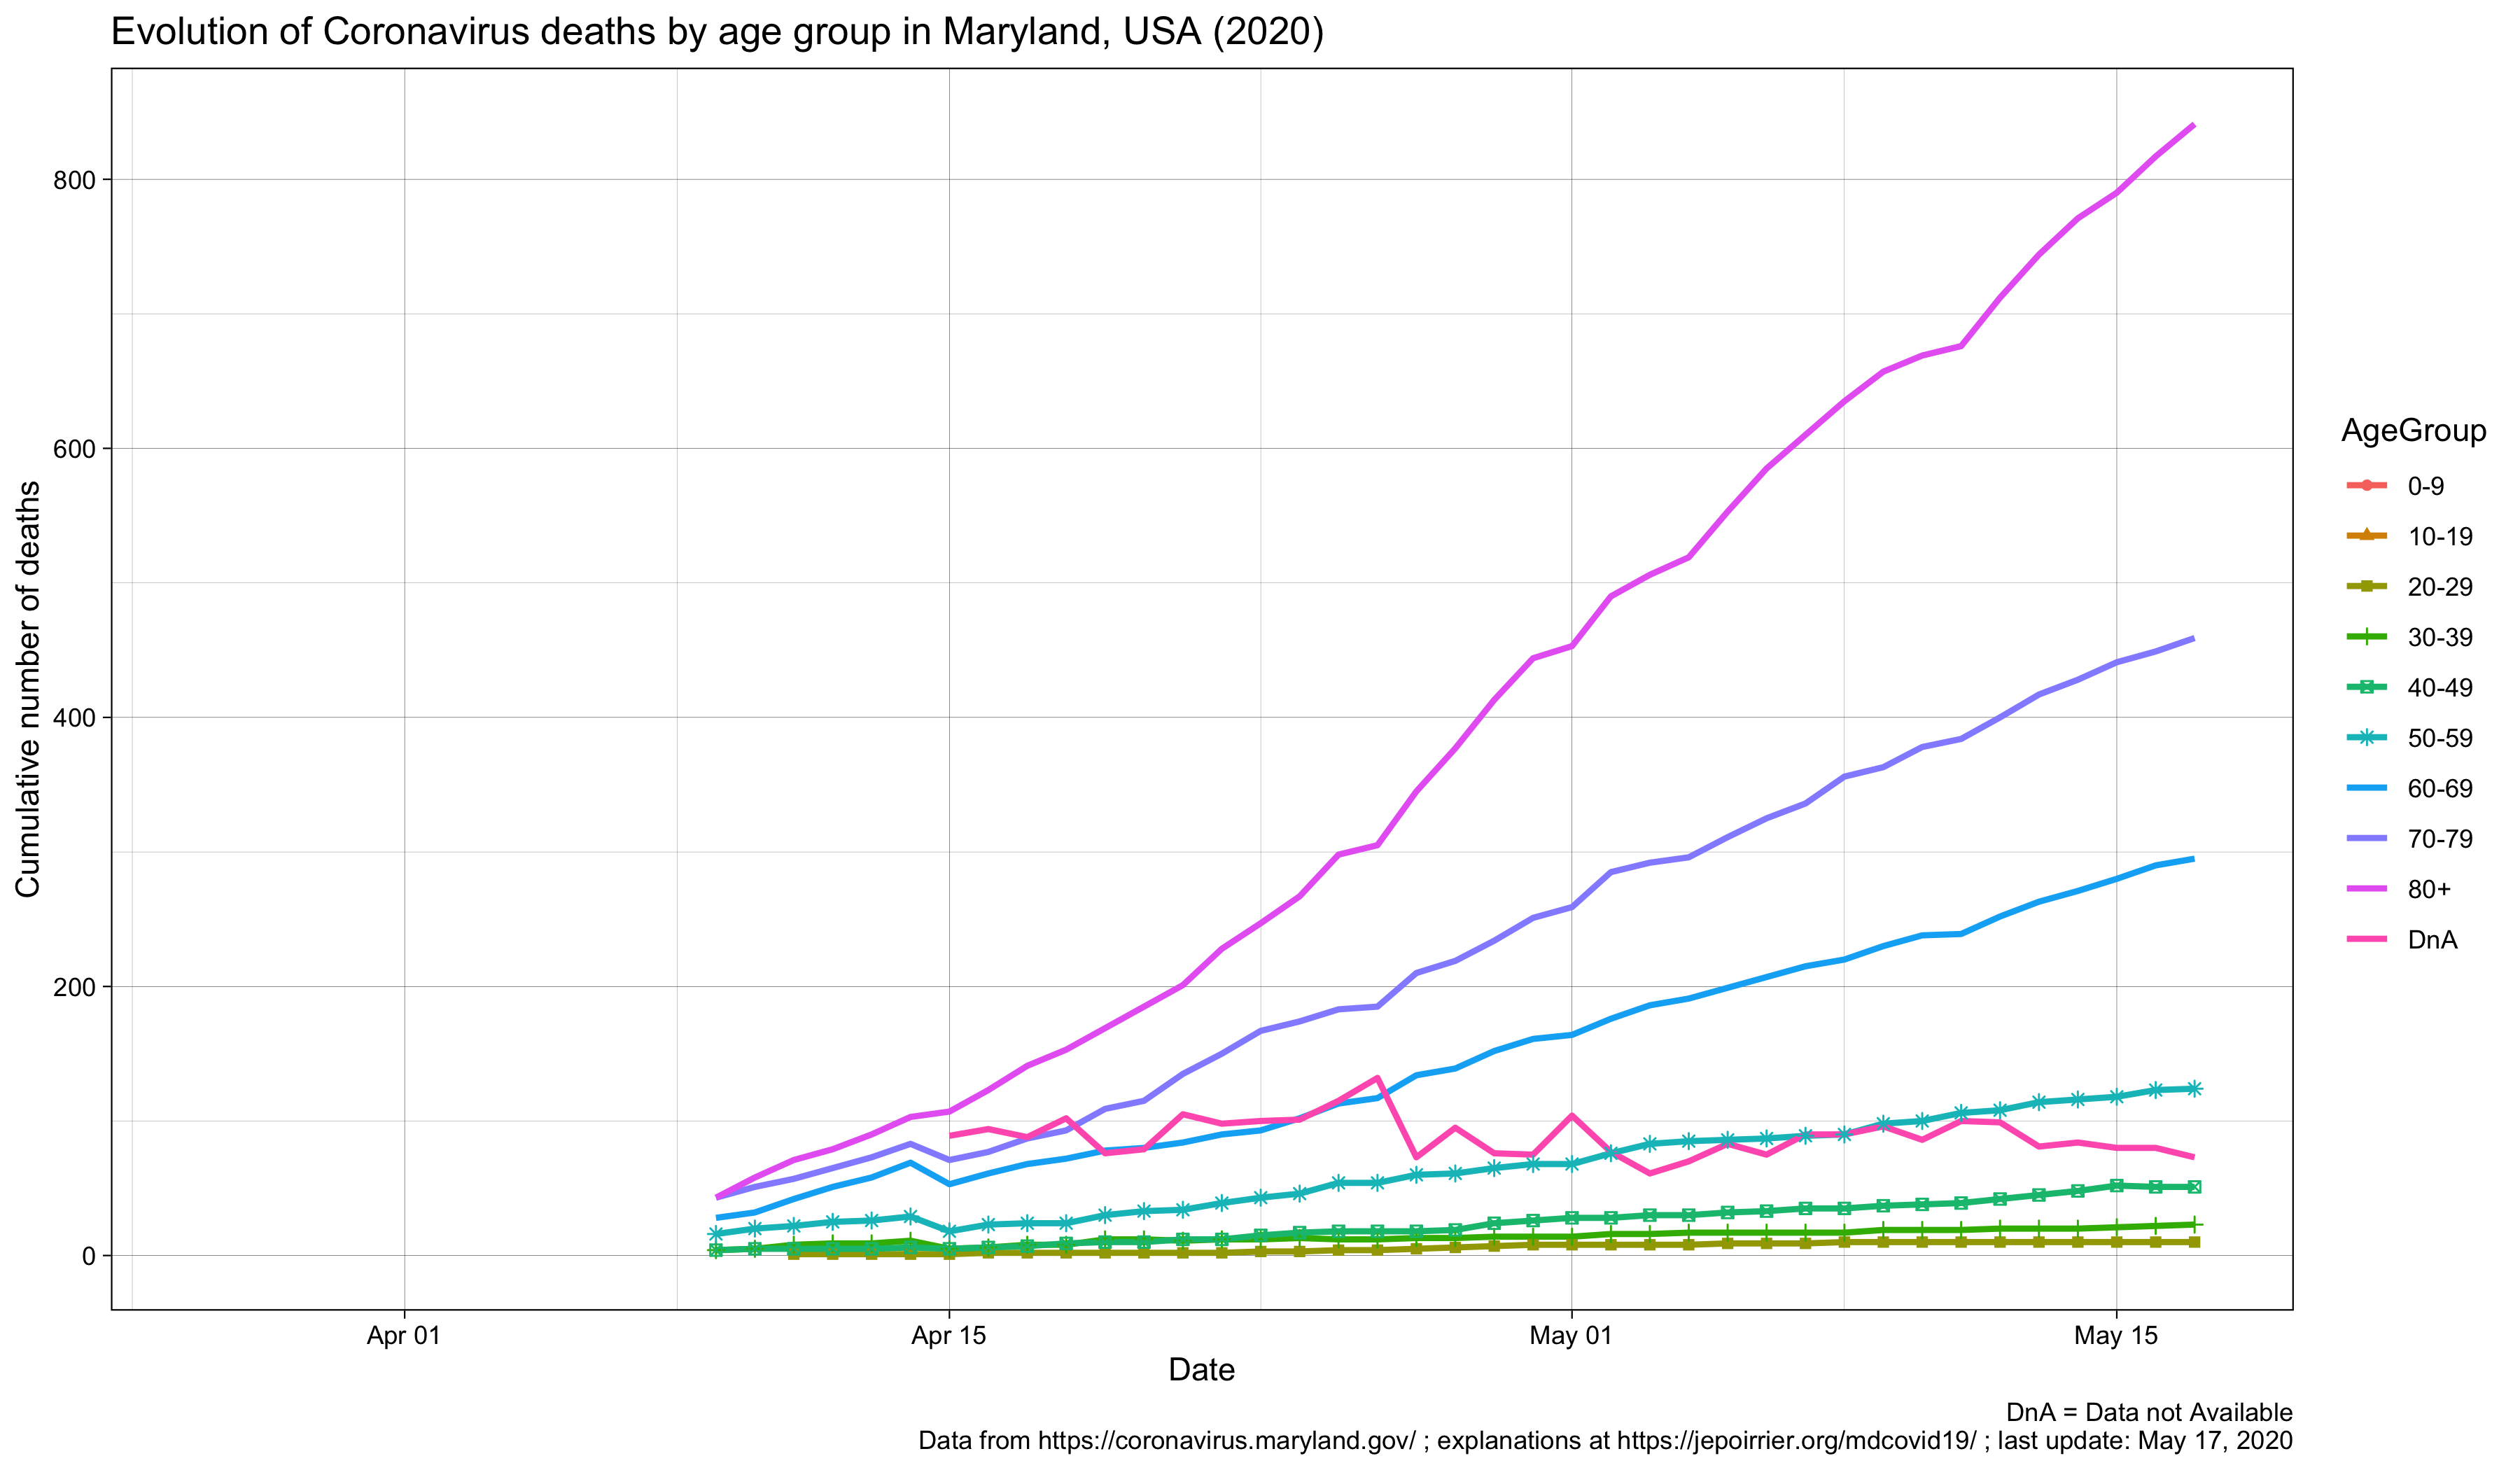 Evolution of Coronavirus deaths by age group in Maryland, USA (2020)
Cumulative number of deaths
800
600
400
200
0
Apr 01
Apr 15
May 01
May 15
Date
AgeGroup
0-9
10-19
20-29
30-39
40-49
50-59
60-69
70-79
80+
DnA
DnA = Data not Available
Data from https://coronavirus.maryland.gov/ ; explanations at https://jepoirrier.org/mdcovid19/ ; last update: May 17, 2020